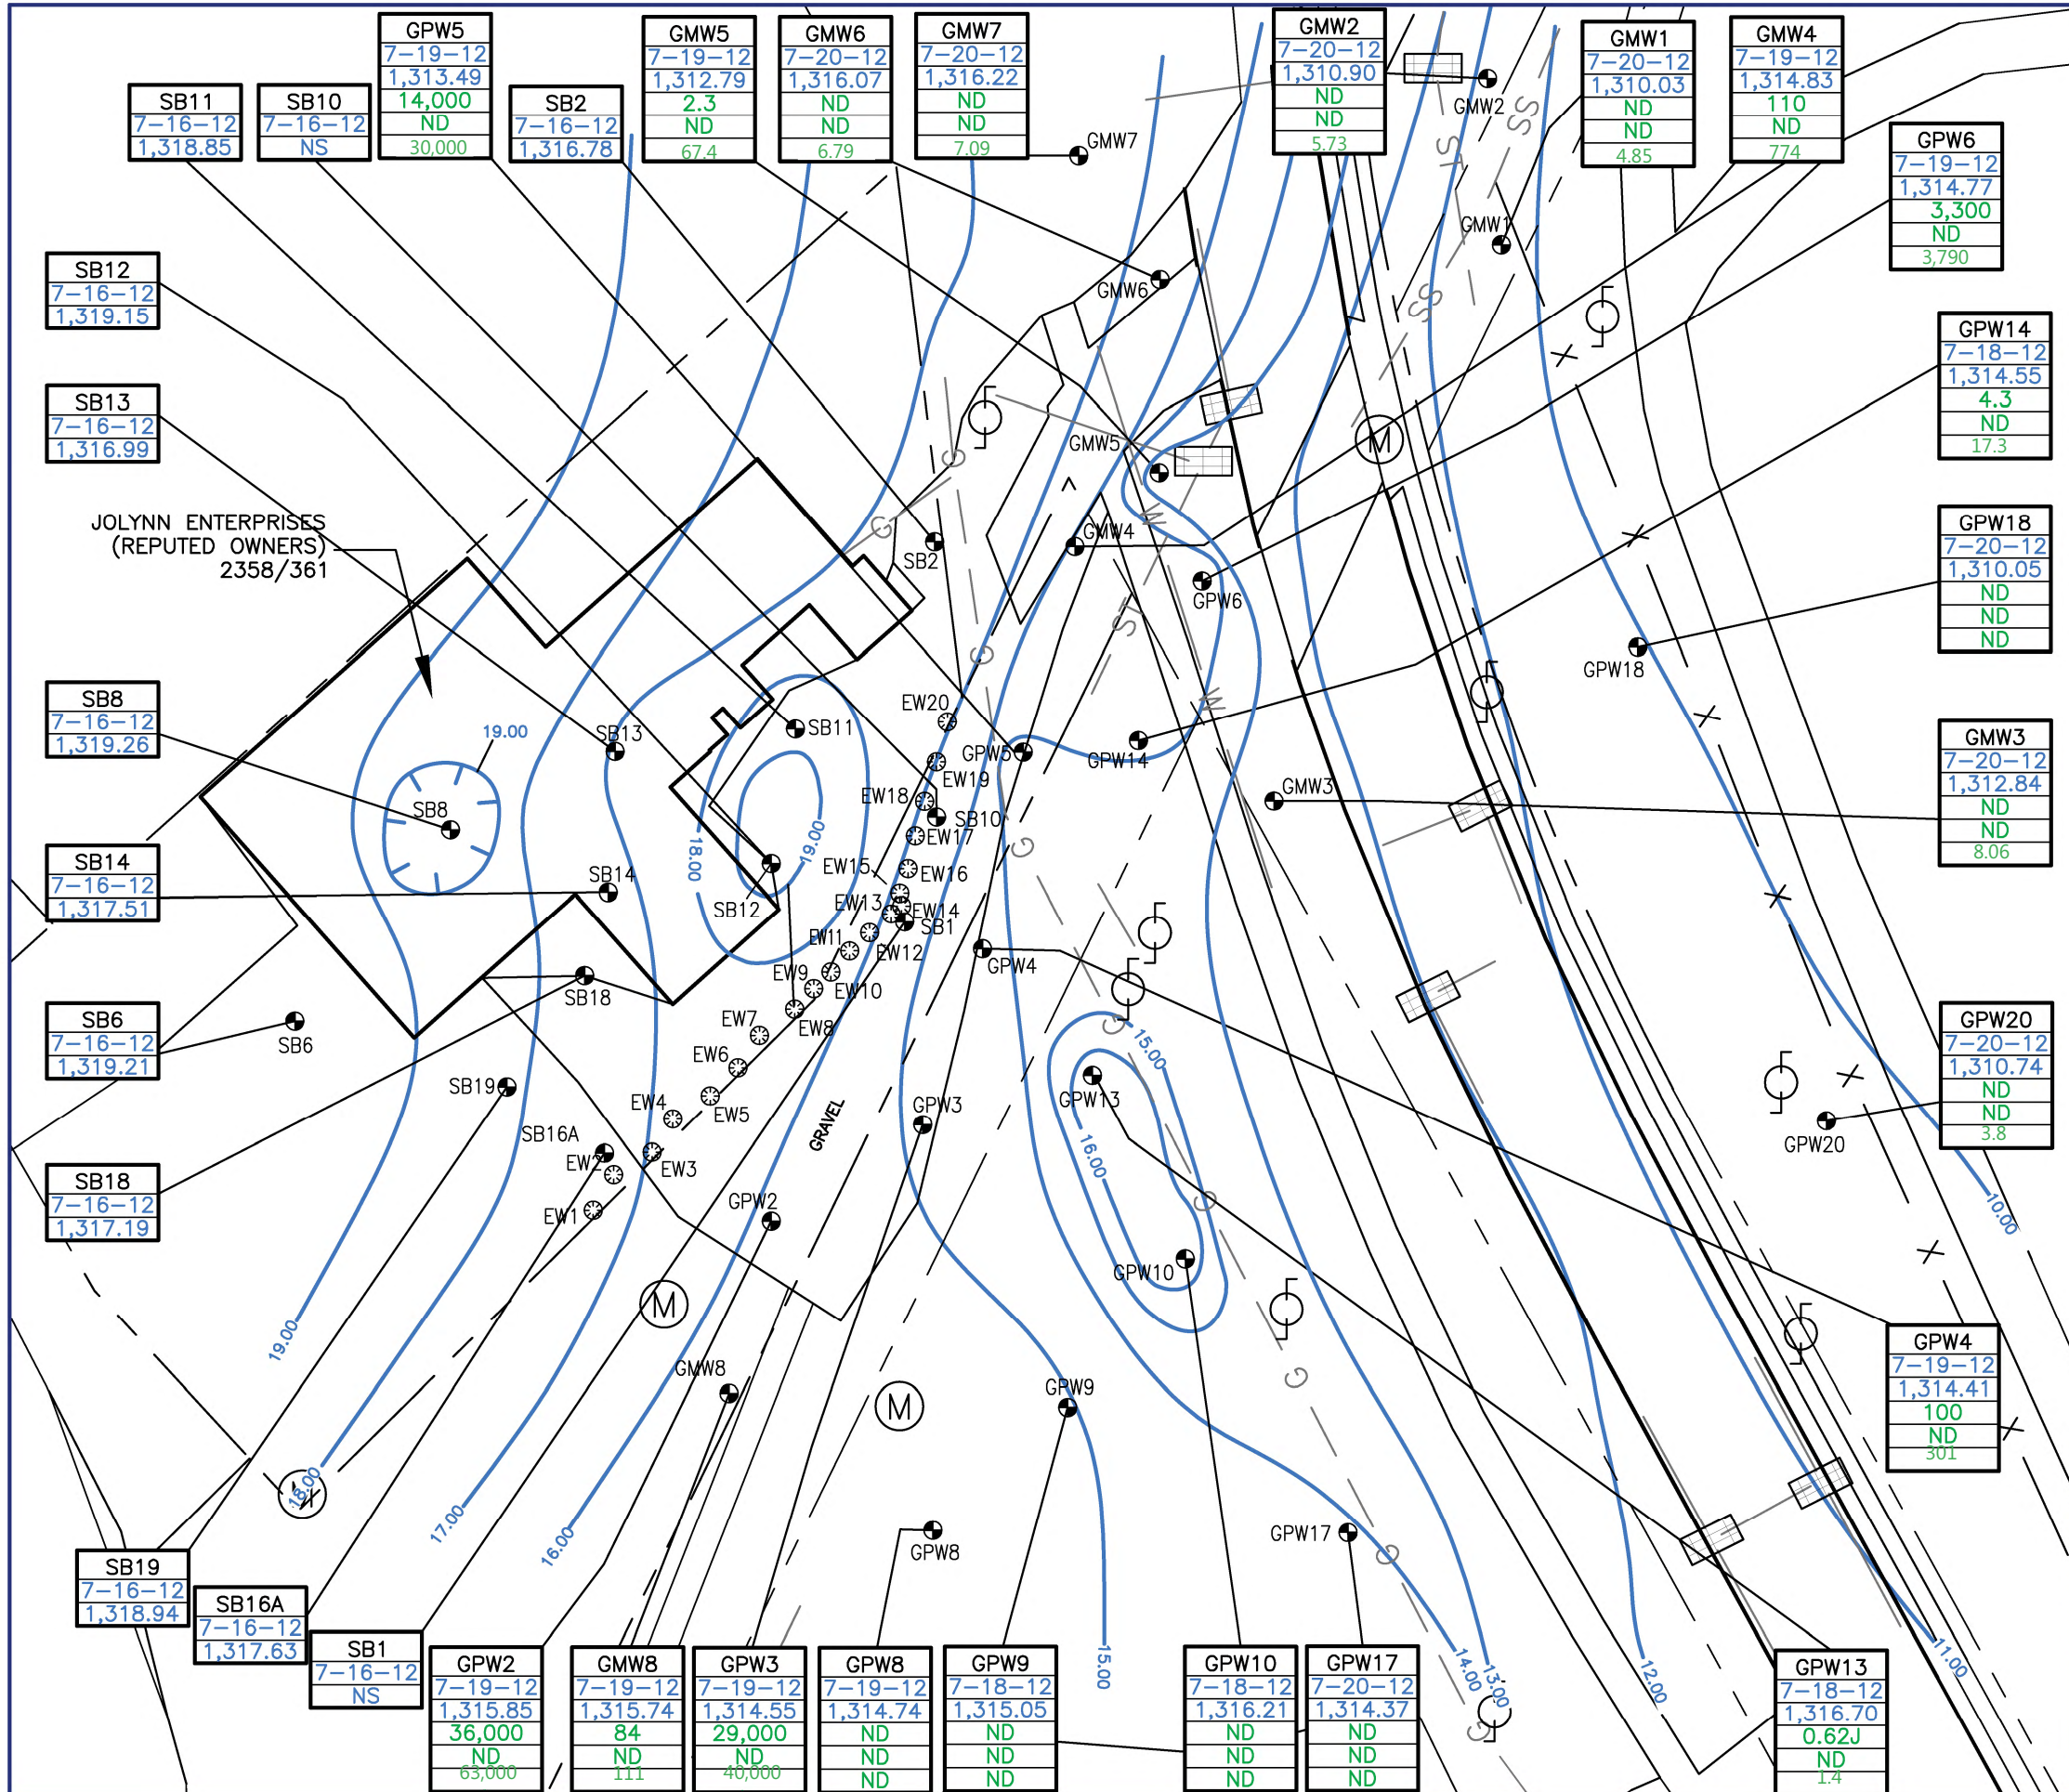 GPW5
7-19-12
1,313.49
14,000
ND
30,000
GMW5
7-19-12
1,312.79
2.3
ND
67.4
GMW6
7-20-12
1,316.07
ND
ND
6.79
GMW7
7-20-12
1,316.22
ND
ND
7.09
GMW2
7-20-12
1,310.90
ND
ND
5.73
GMW1
7-20-12
1,310.03
ND
ND
4.85
GMW4
7-19-12
1,314.83
110
ND
774
SB11
7-16-12
1,318.85
SB10
7-16-12
NS
SB2
7-16-12
1,316.78
GPW6
7-19-12
1,314.77
3,300
ND
3,790
GMW2
GMW7
SS
ST
GMW1
SB12
7-16-12
1,319.15
GMW6
SS
GPW14
7-18-12
1,314.55
4.3
ND
17.3
SB13
7-16-12
1,316.99
GMW5
M
G
JOLYNN ENTERPRISES
(REPUTED OWNERS)
2358/361
G
SB2
GMW4
W
GPW6
ST
GPW18
7-20-12
1,310.05
ND
ND
ND
GPW18
G
W
SB8
7-16-12
1,319.26
19.00
SB13
SB11
EW20
GPW5
GPW14
EW19
GMW3
GMW3
7-20-12
1,312.84
ND
ND
8.06
SB8
EW18
SB10
EW17
G
18.00
19.00
EW15
EW16
SB14
7-16-12
1,317.51
SB14
SB12
EW13
EW14
SB1
EW11
EW12
GPW4
EW9
EW10
SB18
EW8
G
SB6
7-16-12
1,319.21
SB6
EW7
EW6
15.00
GPW20
7-20-12
1,310.74
ND
ND
3.8
SB19
EW4
EW5
GRAVEL
GPW3
GPW13
GPW20
SB16A
EW2
EW3
16.00
SB18
7-16-12
1,317.19
EW1
GPW2
G
10.00
GPW10
M
19.00
GMW8
M
GPW9
G
GPW4
7-19-12
1,314.41
100
ND
301
18.00
17.00
16.00
GPW8
GPW17
G
SB19
7-16-12
1,318.94
SB16A
7-16-12
1,317.63
SB1
7-16-12
NS
15.00
14.00
13.00
12.00
11.00
G
GPW2
7-19-12
1,315.85
36,000
ND
63,000
GMW8
7-19-12
1,315.74
84
ND
111
GPW3
7-19-12
1,314.55
29,000
ND
40,000
GPW8
7-19-12
1,314.74
ND
ND
ND
GPW9
7-18-12
1,315.05
ND
ND
ND
GPW10
7-18-12
1,316.21
ND
ND
ND
GPW17
7-20-12
1,314.37
ND
ND
ND
GPW13
7-18-12
1,316.70
0.62J
ND
1.4